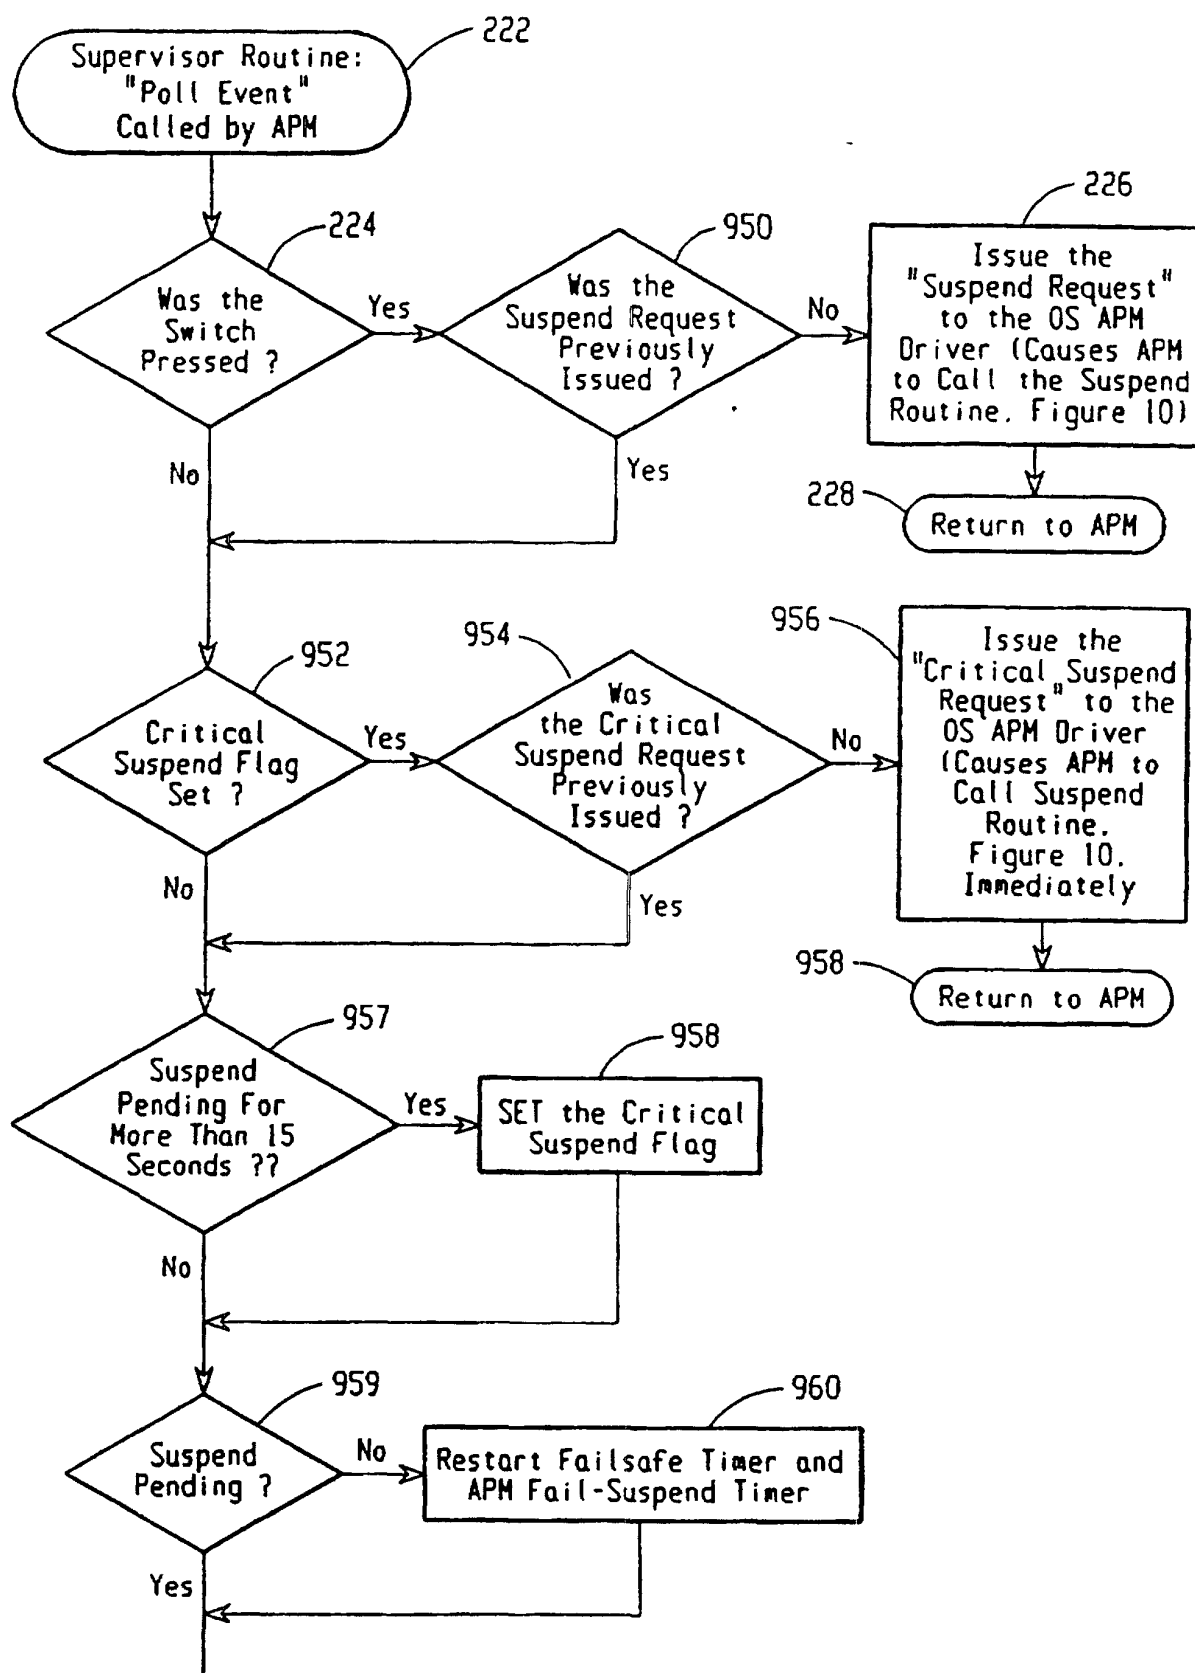 222
Supervisor Routine:
"Poll Event"
Called by APM
224
Was the
Switch
Pressed ?
Yes
No
950
Was the
Suspend Request
Previously
Issued ?
No
Yes
226
Issue the
"Suspend Request"
to the OS APM
Driver (Causes APM
to Call the Suspend
Routine. Figure 10)
228
Return to APM
952
Critical
Suspend Flag
Set ?
Yes
No
954
Was
the Critical
Suspend Request
Previously
Issued ?
No
Yes
956
Issue the
"Critical Suspend
Request" to the
OS APM Driver
(Causes APM to
Call Suspend
Routine.
Figure 10.
Immediately
958
Return to APM
957
Suspend
Pending For
More Than 15
Seconds ??
Yes
No
958
SET the Critical
Suspend Flag
959
Suspend
Pending ?
No
Yes
960
Restart Failsafe Timer and
APM Fail-Suspend Timer